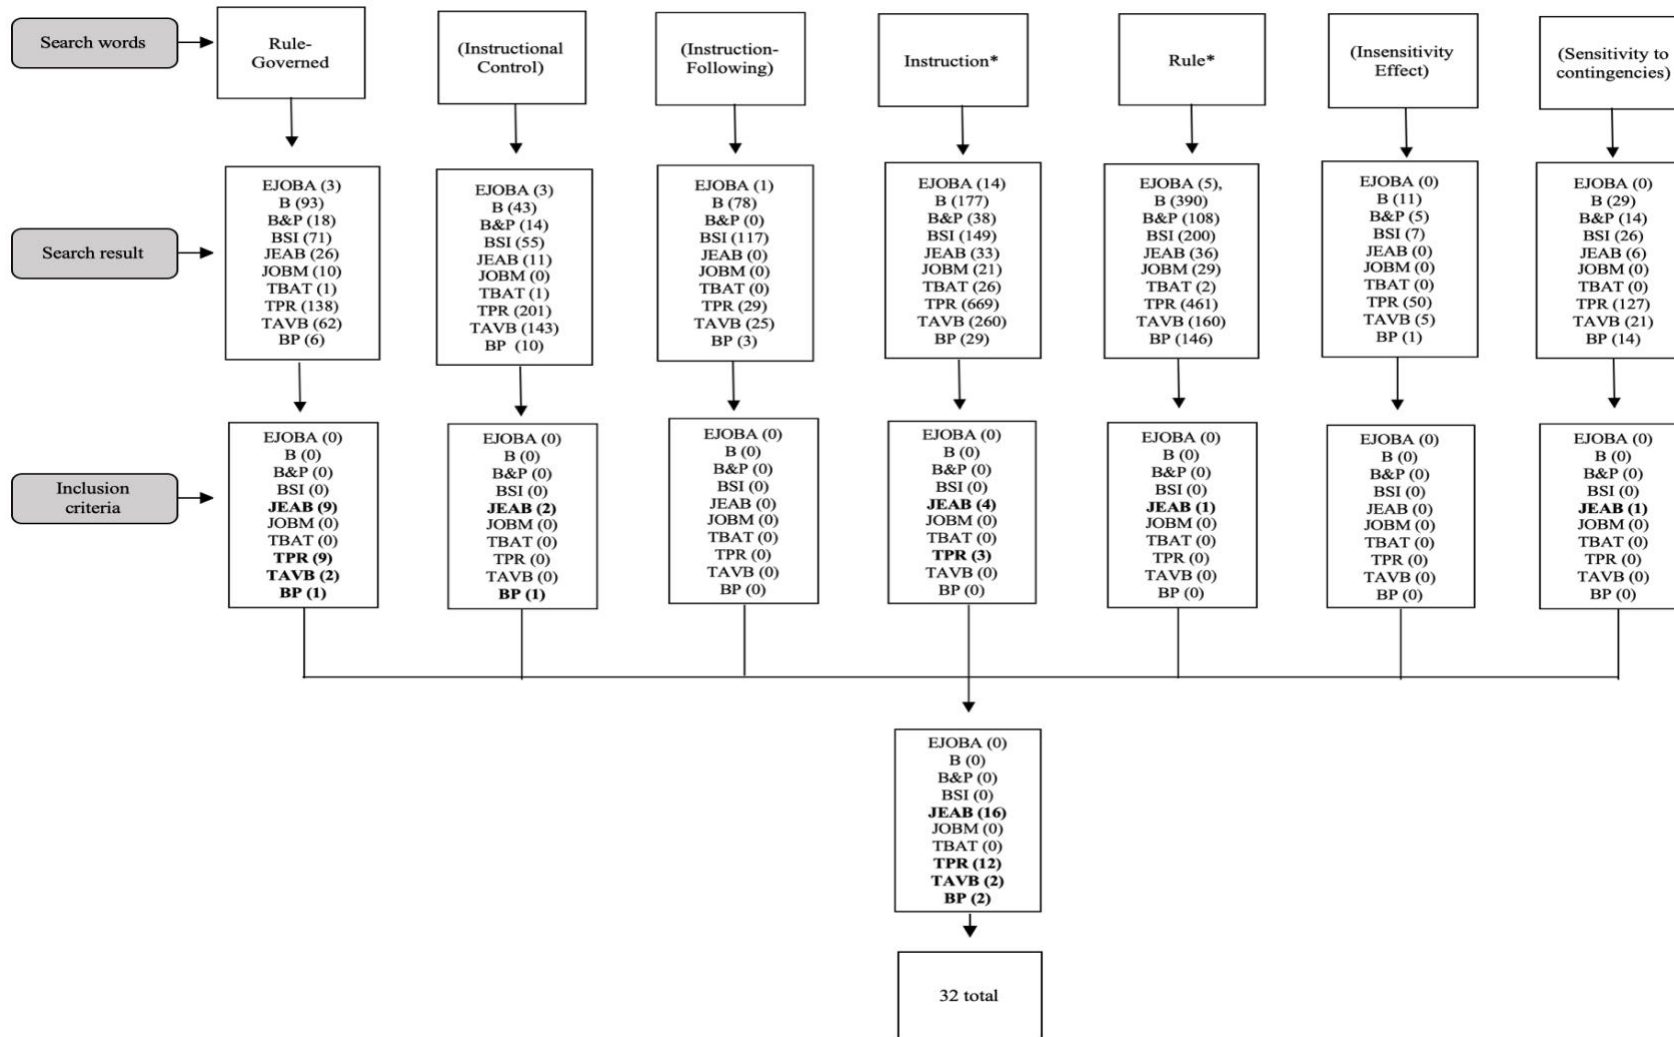 Search words
Rule-
Governed
(Instructional
Control)
(Instruction-
Following)
Instruction*
Rule*
(Insensitivity
Effect)
(Sensitivity to
contingencies)
Search result
EJOBA (3)
B (93)
B&P (18)
BSI (71)
JEAB (26)
JOBM (10)
TBAT (1)
TPR (138)
TAVB (62)
BP (6)
EJOBA (3)
B (43)
B&P (14)
BSI (55)
JEAB (11)
JOBM (0)
TBAT (1)
TPR (201)
TAVB (143)
BP (10)
EJOBA (1)
B (78)
B&P (0)
BSI (117)
JEAB (0)
JOBM (0)
TBAT (0)
TPR (29)
TAVB (25)
BP (3)
EJOBA (14)
B (177)
B&P (38)
BSI (149)
JEAB (33)
JOBM (21)
TBAT (26)
TPR (669)
TAVB (260)
BP (29)
EJOBA (5),
B (390)
B&P (108)
BSI (200)
JEAB (36)
JOBM (29)
TBAT (2)
TPR (461)
TAVB (160)
BP (146)
EJOBA (0)
B (11)
B&P (5)
BSI (7)
JEAB (0)
JOBM (0)
TBAT (0)
TPR (50)
TAVB (5)
BP (1)
EJOBA (0)
B (29)
B&P (14)
BSI (26)
JEAB (6)
JOBM (0)
TBAT (0)
TPR (127)
TAVB (21)
BP (14)
Inclusion
criteria
EJOBA (0)
B (0)
B&P (0)
BSI (0)
JEAB (9)
JOBM (0)
TBAT (0)
TPR (9)
TAVB (2)
BP (1)
EJOBA (0)
B (0)
B&P (0)
BSI (0)
JEAB (2)
JOBM (0)
TBAT (0)
TPR (0)
TAVB (0)
BP (1)
EJOBA (0)
B (0)
B&P (0)
BSI (0)
JEAB (0)
JOBM (0)
TBAT (0)
TPR (0)
TAVB (0)
BP (0)
EJOBA (0)
B (0)
B&P (0)
BSI (0)
JEAB (4)
JOBM (0)
TBAT (0)
TPR (3)
TAVB (0)
BP (0)
EJOBA (0)
B (0)
B&P (0)
BSI (0)
JEAB (1)
JOBM (0)
TBAT (0)
TPR (0)
TAVB (0)
BP (0)
EJOBA (0)
B (0)
B&P (0)
BSI (0)
JEAB (0)
JOBM (0)
TBAT (0)
TPR (0)
TAVB (0)
BP (0)
EJOBA (0)
B (0)
B&P (0)
BSI (0)
JEAB (1)
JOBM (0)
TBAT (0)
TPR (0)
TAVB (0)
BP (0)
EJOBA (0)
B (0)
B&P (0)
BSI (0)
JEAB (16)
JOBM (0)
TBAT (0)
TPR (12)
TAVB (2)
BP (2)
32 total